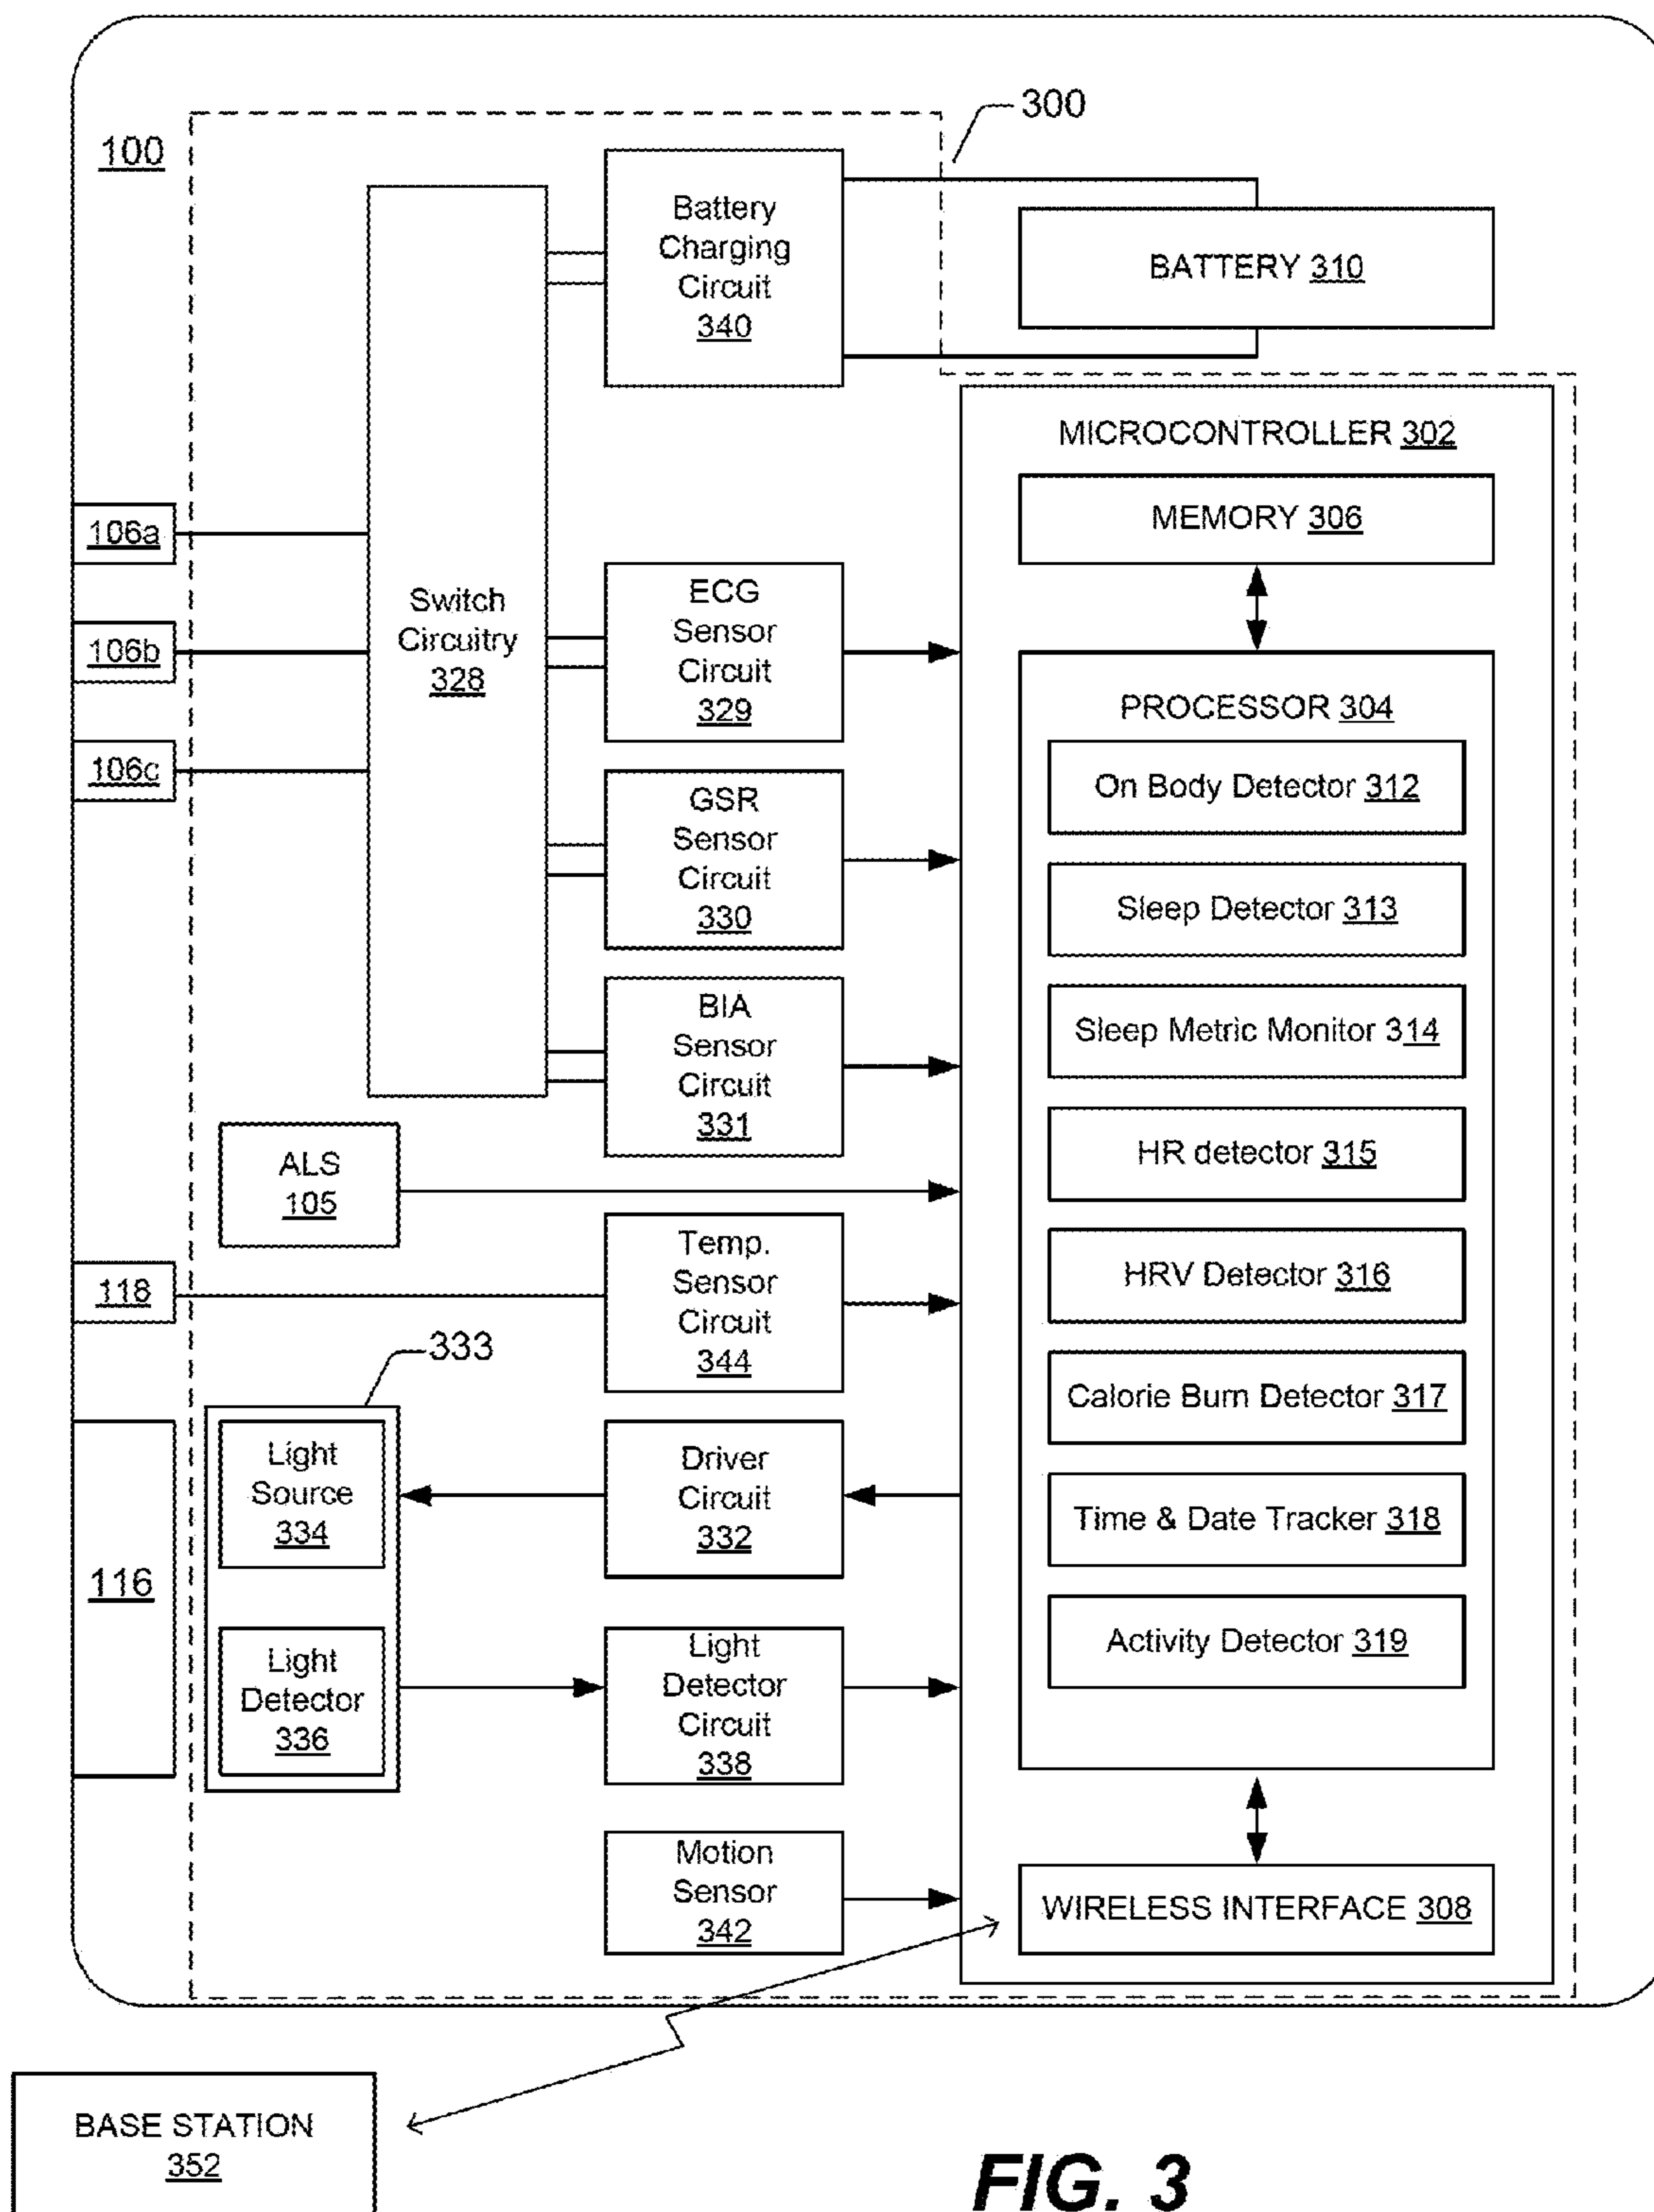 300
100
Battery
Charging
Circuit
340
BATTERY 310
MICROCONTROLLER 302
MEMORY 306
106a
106b
106c
Switch
Circuitry
328
ECG
Sensor
Circuit
329
GSR
Sensor
Circuit
330
BIA
Sensor
Circuit
331
PROCESSOR 304
On Body Detector 312
Sleep Detector 313
Sleep Metric Monitor 314
HR detector 315
HRV Detector 316
Calorie Burn Detector 317
Time & Date Tracker 318
Activity Detector 319
ALS
105
118
Temp.
Sensor
Circuit
344
333
Light
Source
334
Driver
Circuit
332
116
Light
Detector
336
Light
Detector
Circuit
338
Motion
Sensor
342
WIRELESS INTERFACE 308
BASE STATION
352
FIG. 3